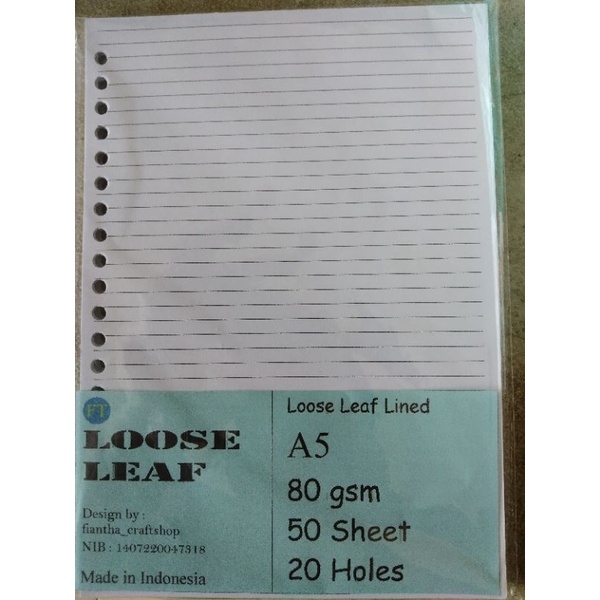 FT
LOOSE
LEAF
Design by :
fiantha_craftshop
NIB : 1407220047318
Made in Indonesia
Loose Leaf Lined
A5
80 gsm
50 Sheet
20 Holes